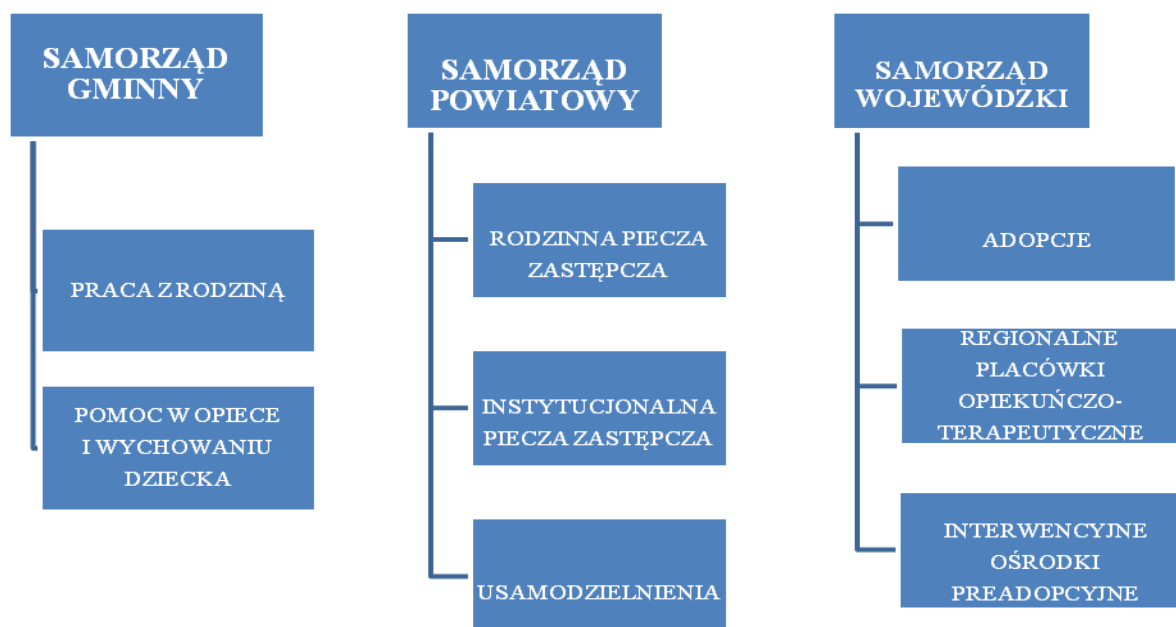 SAMORZĄD
GMINNY
PRACA Z RODZINĄ
POMOC W OPIECE
I WYCHOWANIU
DZIECKA
SAMORZĄD
POWIATOWY
RODZINNA PIECZA
ZASTĘPCZA
INSTYTUCJONALNA
PIECZA ZASTĘPCZA
USAMODZIELNIENIA
SAMORZĄD
WOJEWÓDZKI
ADOPCJE
REGIONALNE
PLACÓWKI
OPIEKUŃCZO-
TERAPEUTYCZNE
INTERWENCYJNE
OŚRODKI
PREADOPCYJNE